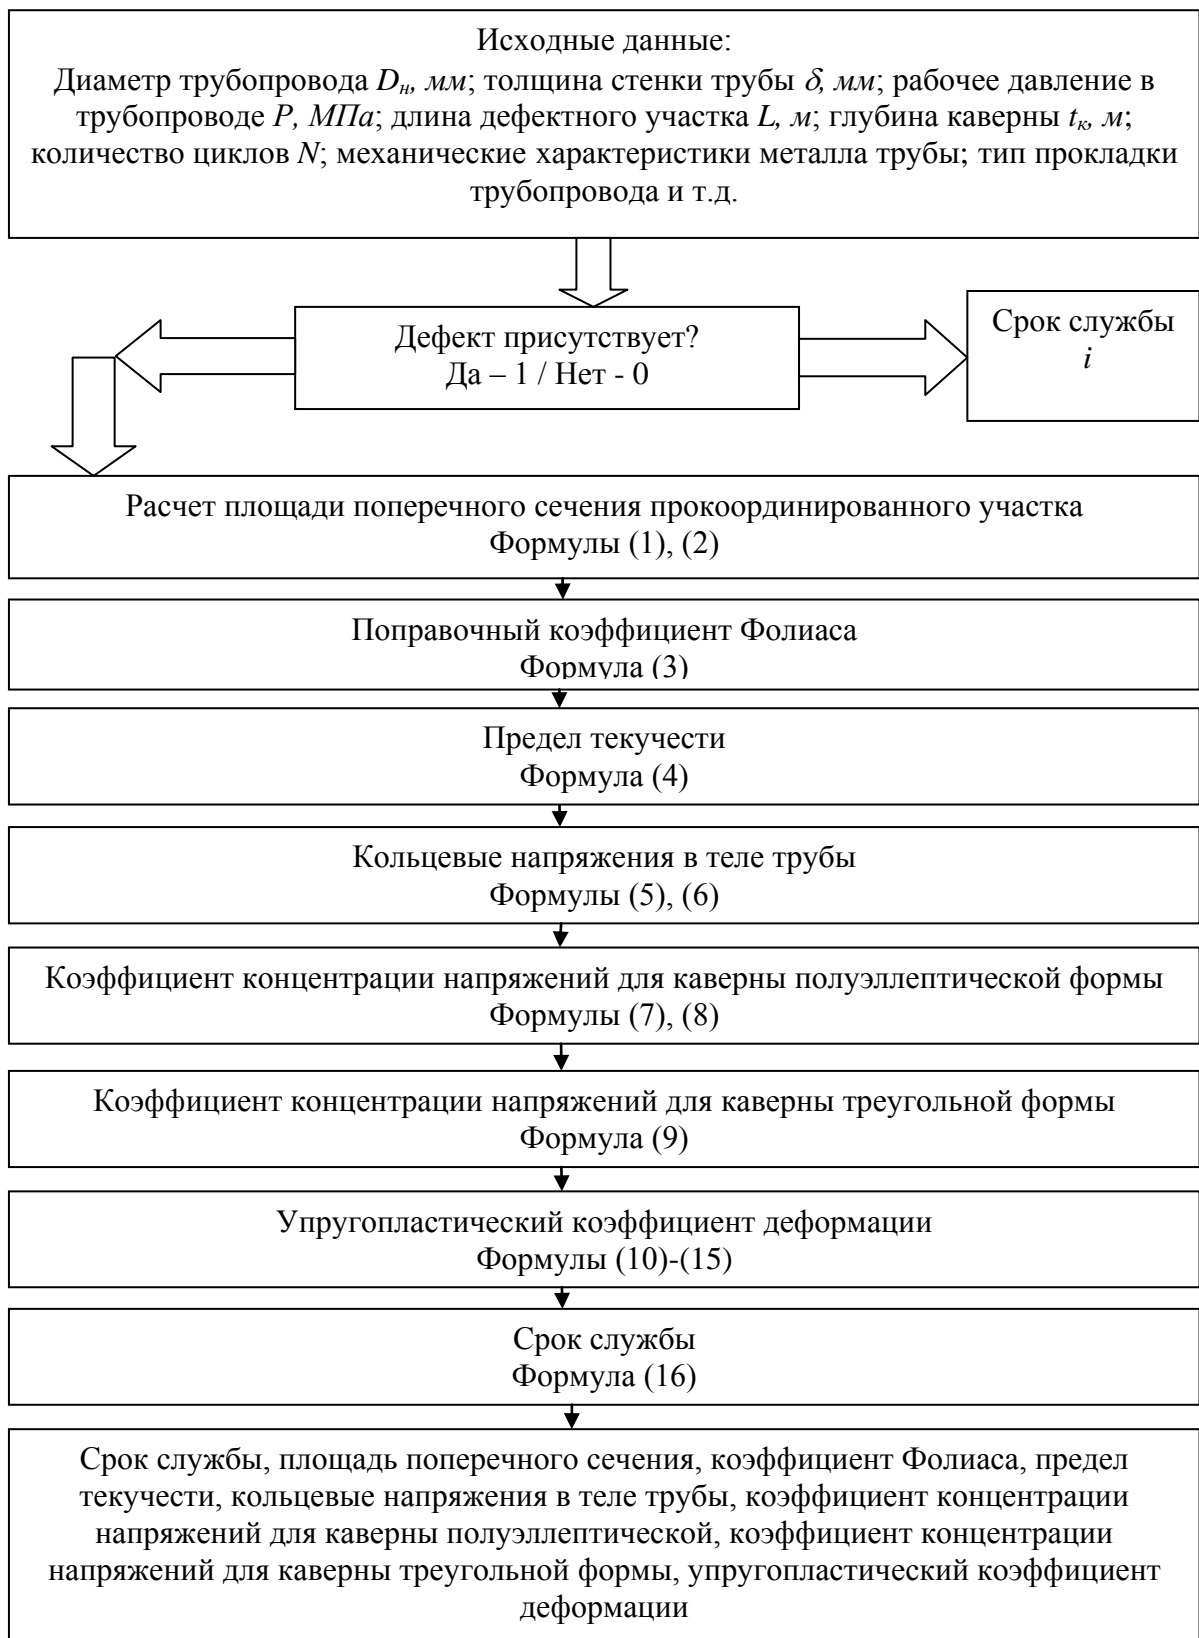 Исходные данные:
Диаметр трубопровода Dн, мм; толщина стенки трубы δ, мм; рабочее давление в
трубопроводе P, МПа; длина дефектного участка L, м; глубина каверны tк, м;
количество циклов N; механические характеристики металла трубы; тип прокладки
трубопровода и т.д.
Дефект присутствует?
Да – 1 / Нет - 0
Срок службы
i
Расчет площади поперечного сечения прокоординированного участка
Формулы (1), (2)
Поправочный коэффициент Фолиаса
Формула (3)
Предел текучести
Формула (4)
Кольцевые напряжения в теле трубы
Формулы (5), (6)
Коэффициент концентрации напряжений для каверны полуэллептической формы
Формулы (7), (8)
Коэффициент концентрации напряжений для каверны треугольной формы
Формула (9)
Упругопластический коэффициент деформации
Формулы (10)-(15)
Срок службы
Формула (16)
Срок службы, площадь поперечного сечения, коэффициент Фолиаса, предел
текучести, кольцевые напряжения в теле трубы, коэффициент концентрации
напряжений для каверны полуэллептической, коэффициент концентрации
напряжений для каверны треугольной формы, упругопластический коэффициент
деформации